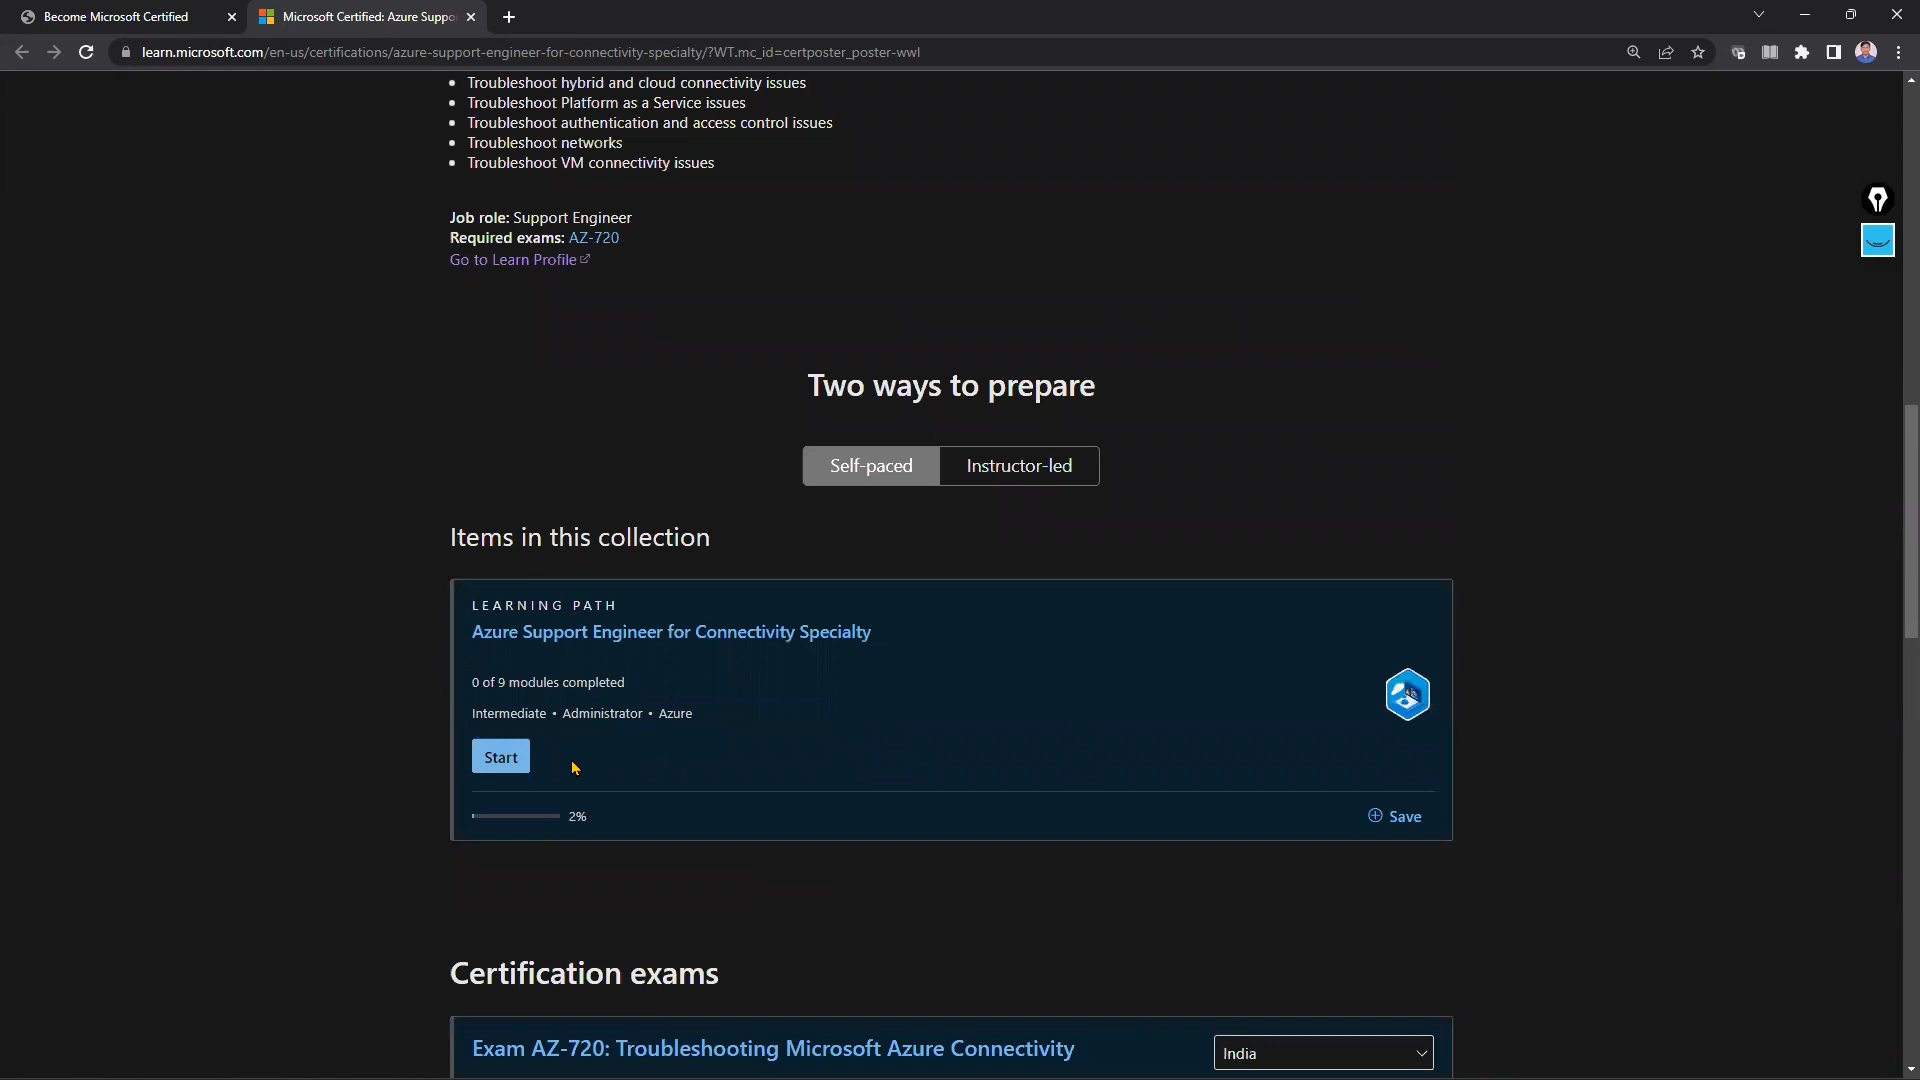 Become Microsoft Certified
Microsoft Certified: Azure Suppo
learn.microsoft.com/en-us/certifications/azure-support-engineer-for-connectivity-specialty/?WT.mc_id=certposter_poster-wwl
• Troubleshoot hybrid and cloud connectivity issues
• Troubleshoot Platform as a Service issues
• Troubleshoot authentication and access control issues
• Troubleshoot networks
• Troubleshoot VM connectivity issues
Job role: Support Engineer
Required exams: AZ-720
Go to Learn Profile
Two ways to prepare
Self-paced Instructor-led
Items in this collection
LEARNING PATH
Azure Support Engineer for Connectivity Specialty
0 of 9 modules completed
Intermediate • Administrator • Azure
Start
2% Save
Certification exams
Exam AZ-720: Troubleshooting Microsoft Azure Connectivity India